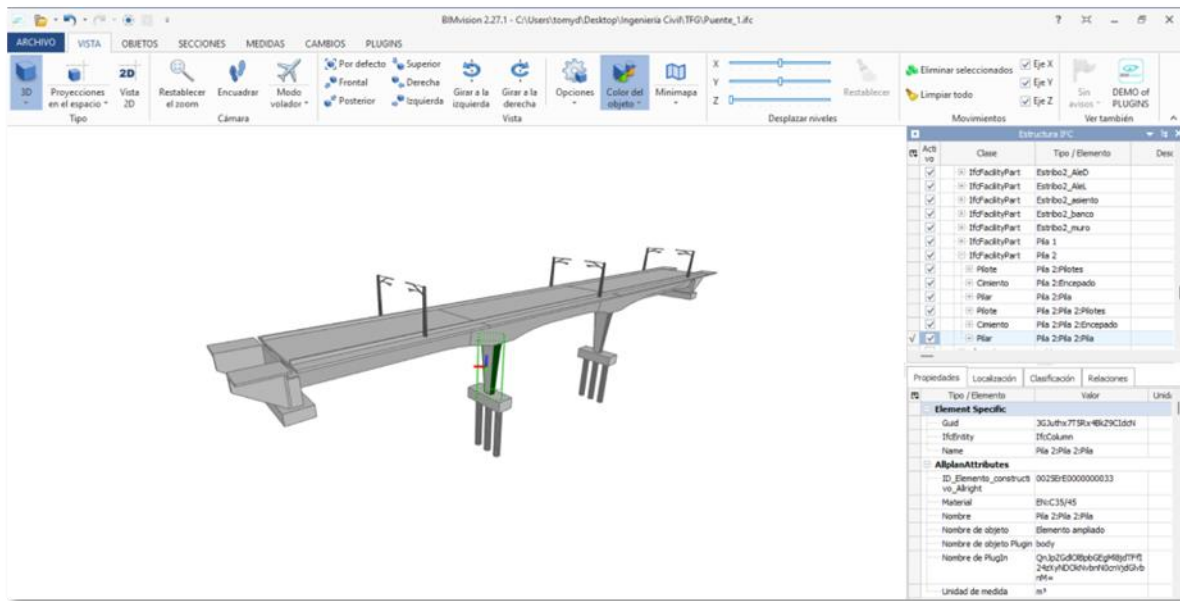 BIMvision 2.27.1 - C:\Users\tomyd\Desktop\Ingeniería Civil\TFG\Puente_1.ifc
ARCHIVO VISTA OBJETOS SECCIONES MEDIDAS CAMBIOS PLUGINS
3D
Proyecciones en el espacio
2D
Vista 2D
Tipo
Restablecer el zoom
Encuadrar
Modo volador
Cámara
Por defecto
Superior
Frontal
Derecha
Posterior
Izquierda
Girar a la izquierda
Girar a la derecha
Opciones
Color del objeto
Minimapa
Vista
X
Y
Z
Restablecer
Desplazar niveles
Eliminar seleccionados
Limpiar todo
Eje X
Eje Y
Eje Z
Movimientos
Sin avisos
DEMO of PLUGINS
Ver también
Estructura IFC
Activo Clase Tipo / Elemento Desc
IfcFacilityPart Estribo2_AleD
IfcFacilityPart Estribo2_AleL
IfcFacilityPart Estribo2_asiento
IfcFacilityPart Estribo2_banco
IfcFacilityPart Estribo2_muro
IfcFacilityPart Pila 1
IfcFacilityPart Pila 2
Pilote Pila 2:Pilotes
Cimiento Pila 2:Encepado
Pilar Pila 2:Pila
Pilote Pila 2:Pila 2:Pilotes
Cimiento Pila 2:Pila 2:Encepado
Pilar Pila 2:Pila 2:Pila
Propiedades Localización Clasificación Relaciones
Tipo / Elemento Valor Unid
Element Specific
Guid
IfcEntity IfcColumn
Name Pila 2:Pila 2:Pila
AllplanAttributes
ID_Elemento_constructi
vo_Allright
Material EN:C35/45
Nombre Pila 2:Pila 2:Pila
Nombre de objeto Elemento ampliado
Nombre de objeto Plugin body
Nombre de PlugIn
Unidad de medida m³